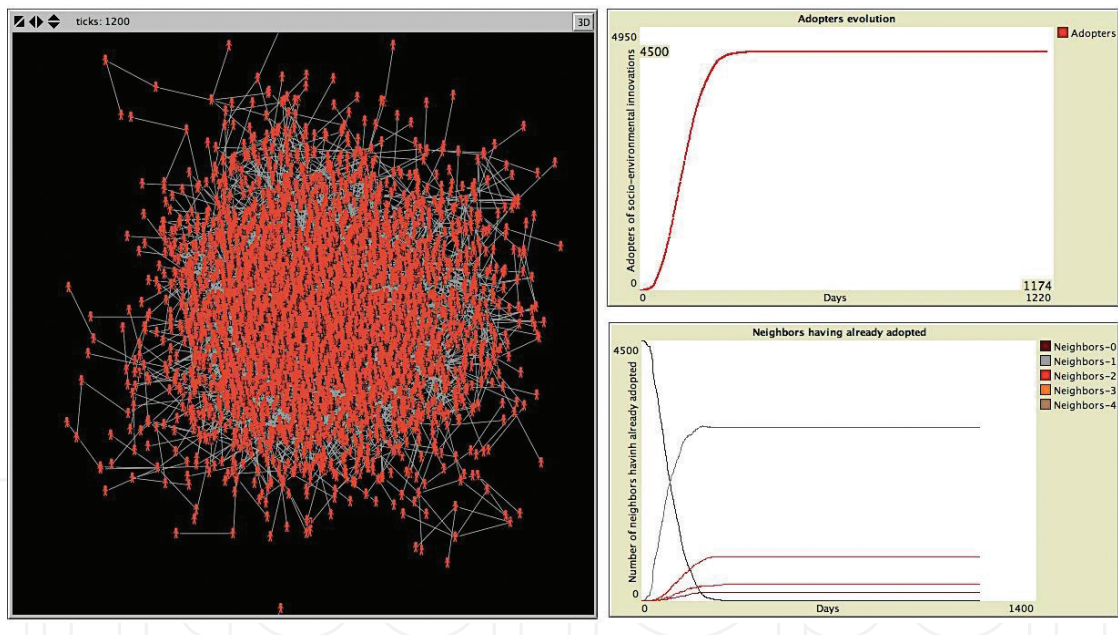 ticks: 1200
3D
Adopters evolution
4950
4500
Adopters of socio-environmental innovations
0
0
Days
1174
1220
Adopters
Neighbors having already adopted
4500
Number of neighbors havinh already adopted
0
0
Days
1400
Neighbors-0
Neighbors-1
Neighbors-2
Neighbors-3
Neighbors-4